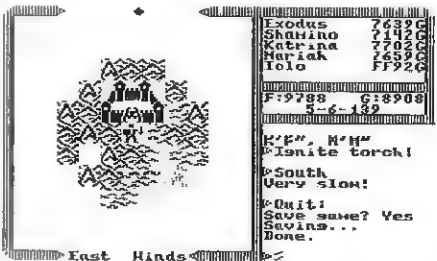 Exodus 7639G
Shamino 7142G
Katrina 7702G
Mariah 7659G
Iolo FF92G
F:9788 G:8908
5-6-139
Ignite torch!
South
Very slow!
Quit:
Save game? Yes
Saving...
Done.
East Winds